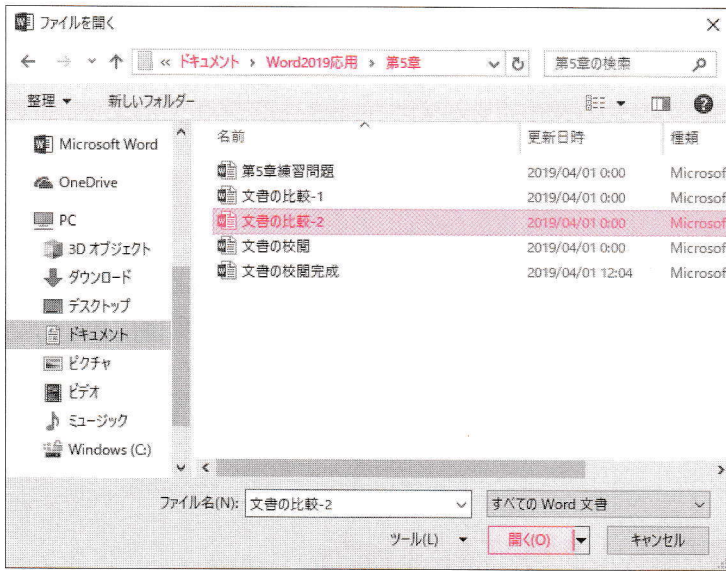 ファイルを開く
« ドキュメント › Word2019応用 › 第5章
第5章の検索
整理 新しいフォルダー
名前 更新日時 種類
Microsoft Word
OneDrive
PC
3D オブジェクト
ダウンロード
デスクトップ
ドキュメント
ピクチャ
ビデオ
ミュージック
Windows (C:)
第5章練習問題 2019/04/01 0:00 Microsof
文書の比較-1 2019/04/01 0:00 Microsof
文書の比較-2 2019/04/01 0:00 Microsof
文書の校閲 2019/04/01 0:00 Microsof
文書の校閲完成 2019/04/01 12:04 Microsof
ファイル名(N): 文書の比較-2 すべての Word 文書
ツール(L) 開く(O) キャンセル